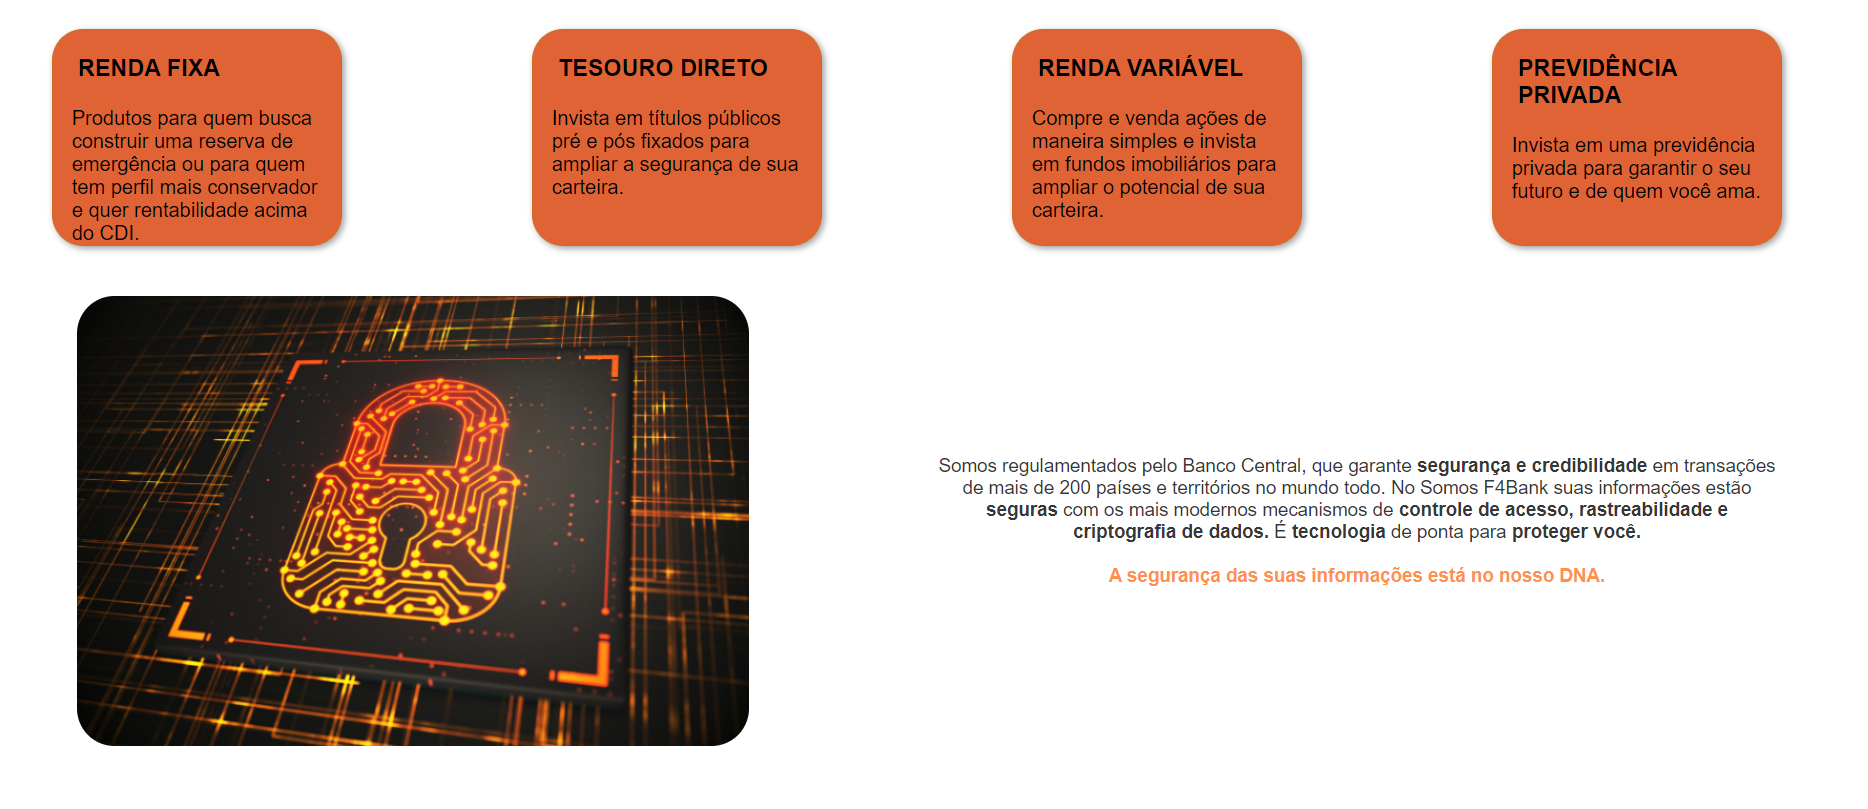 RENDA FIXA
Produtos para quem busca
construir uma reserva de
emergência ou para quem
tem perfil mais conservador
e quer rentabilidade acima
do CDI.
TESOURO DIRETO
Invista em títulos públicos
pré e pós fixados para
ampliar a segurança de sua
carteira.
RENDA VARIÁVEL
Compre e venda ações de
maneira simples e invista
em fundos imobiliários para
ampliar o potencial de sua
carteira.
PREVIDÊNCIA
PRIVADA
Invista em uma previdência
privada para garantir o seu
futuro e de quem você ama.
Somos regulamentados pelo Banco Central, que garante segurança e credibilidade em transações
de mais de 200 países e territórios no mundo todo. No Somos F4Bank suas informações estão
seguras com os mais modernos mecanismos de controle de acesso, rastreabilidade e
criptografia de dados. É tecnologia de ponta para proteger você.
A segurança das suas informações está no nosso DNA.